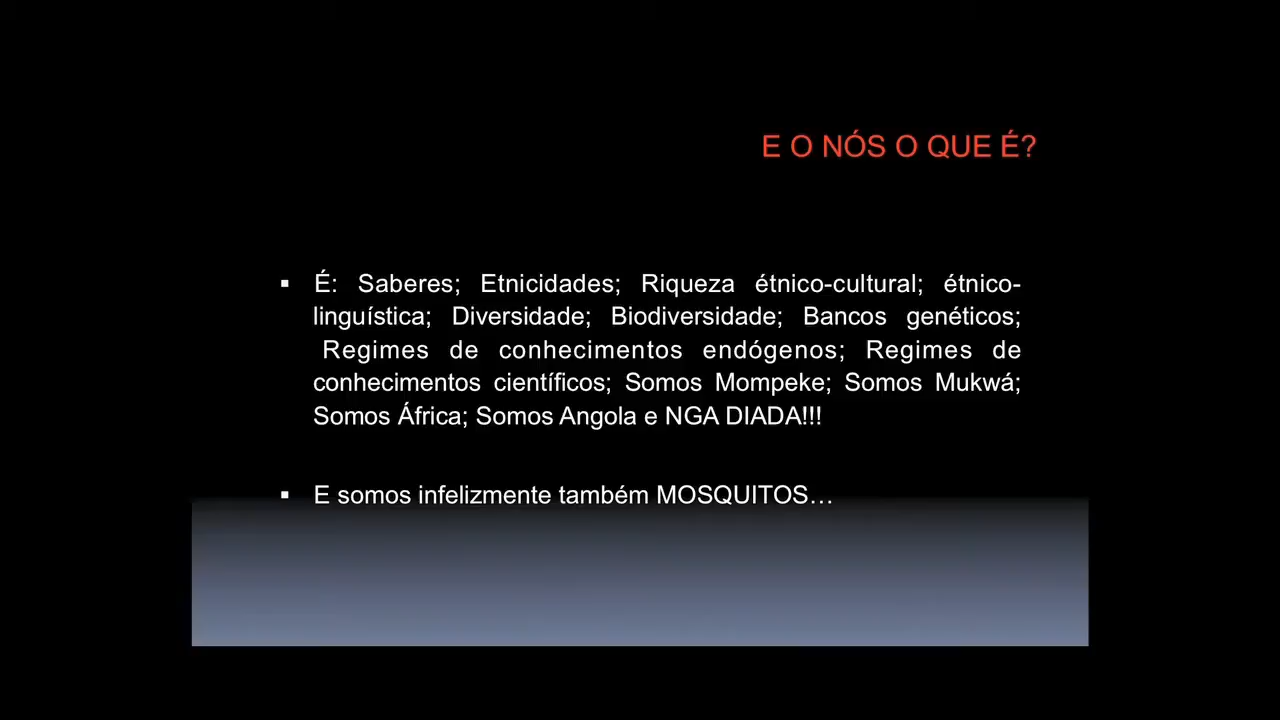 E O NÓS O QUE É?
▪ É: Saberes; Etnicidades; Riqueza étnico-cultural; étnico-
linguística; Diversidade; Biodiversidade; Bancos genéticos;
Regimes de conhecimentos endógenos; Regimes de
conhecimentos científicos; Somos Mompeke; Somos Mukwá;
Somos África; Somos Angola e NGA DIADA!!!
▪ E somos infelizmente também MOSQUITOS…